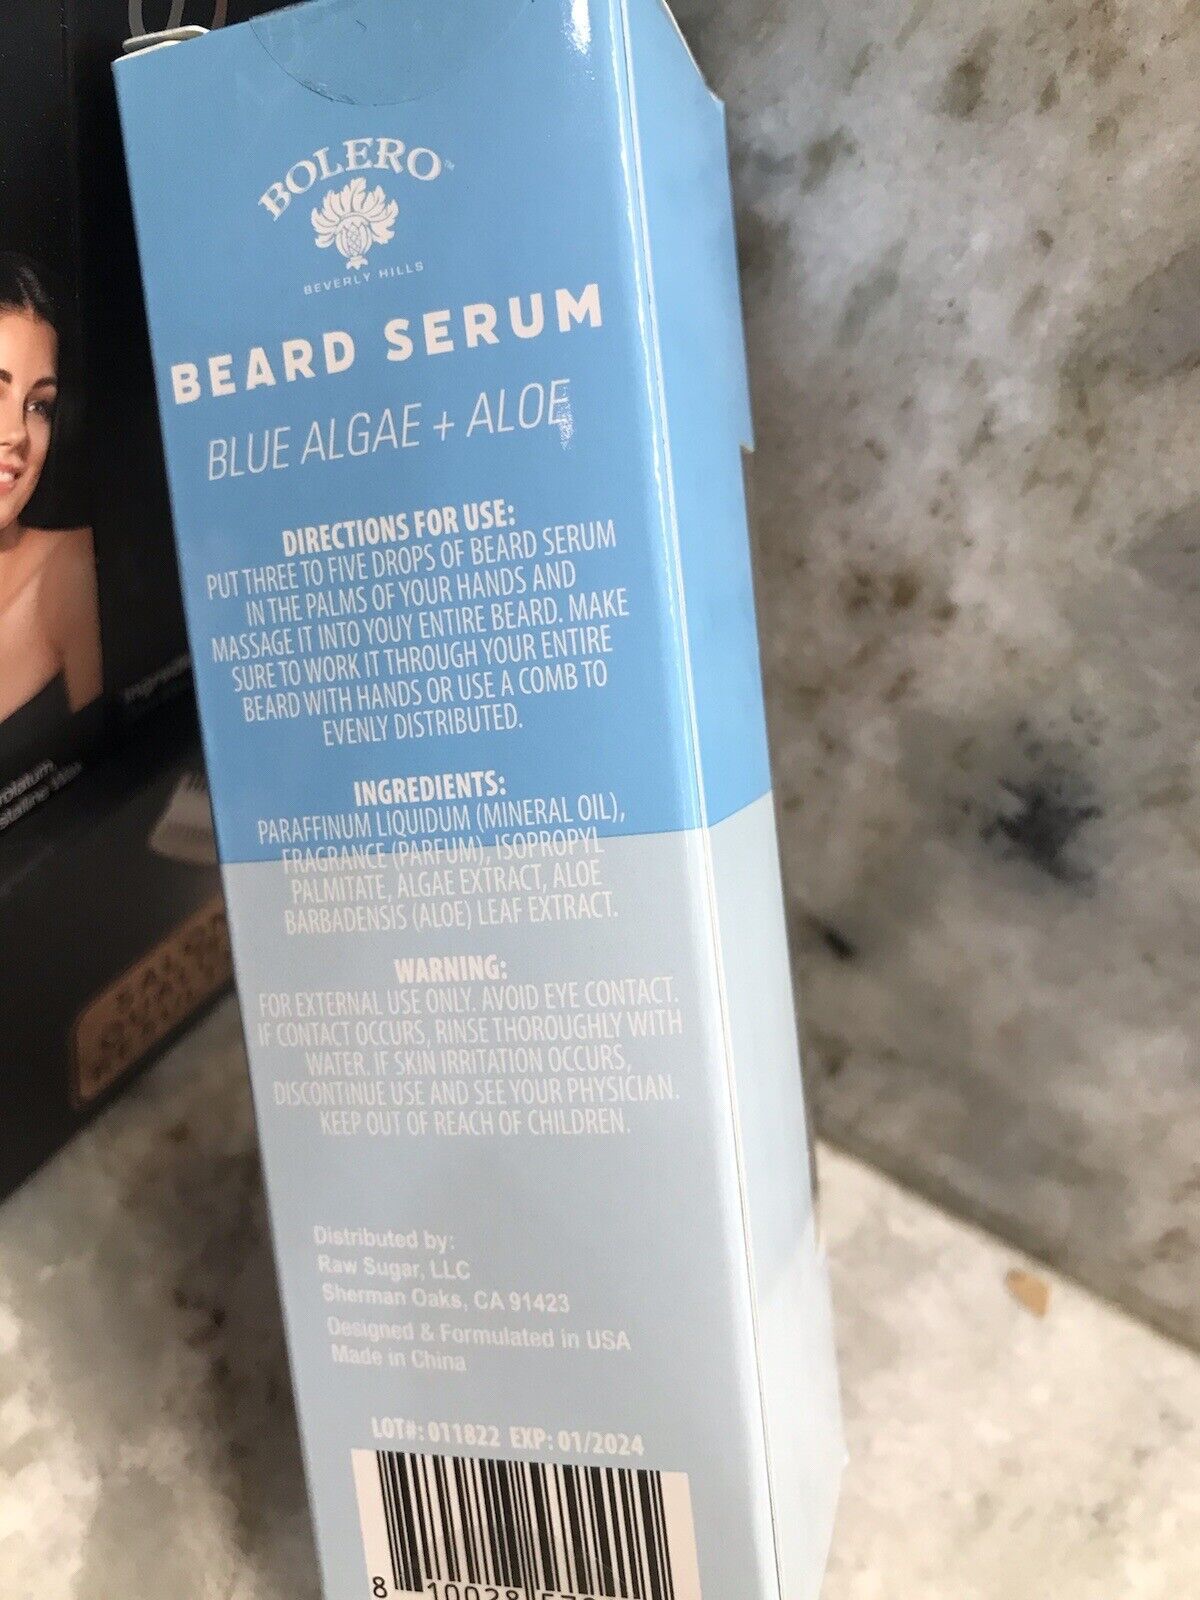 BOLERO™
BEVERLY HILLS
BEARD SERUM
BLUE ALGAE + ALOE
DIRECTIONS FOR USE:
PUT THREE TO FIVE DROPS OF BEARD SERUM
IN THE PALMS OF YOUR HANDS AND
MASSAGE IT INTO YOUY ENTIRE BEARD. MAKE
SURE TO WORK IT THROUGH YOUR ENTIRE
BEARD WITH HANDS OR USE A COMB TO
EVENLY DISTRIBUTED.
INGREDIENTS:
PARAFFINUM LIQUIDUM (MINERAL OIL),
FRAGRANCE (PARFUM), ISOPROPYL
PALMITATE, ALGAE EXTRACT, ALOE
BARBADENSIS (ALOE) LEAF EXTRACT.
WARNING:
FOR EXTERNAL USE ONLY. AVOID EYE CONTACT.
IF CONTACT OCCURS, RINSE THOROUGHLY WITH
WATER. IF SKIN IRRITATION OCCURS,
DISCONTINUE USE AND SEE YOUR PHYSICIAN.
KEEP OUT OF REACH OF CHILDREN.
Distributed by:
Raw Sugar, LLC
Sherman Oaks, CA 91423
Designed & Formulated in USA
Made in China
LOT#: 011822 EXP: 01/2024
8 10028